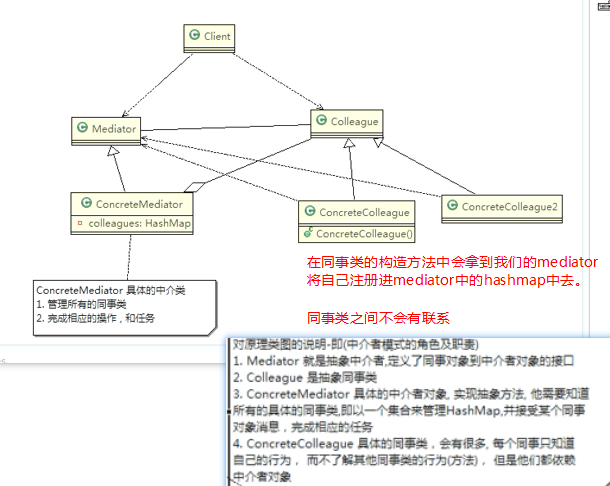 Client
Mediator
Colleague
ConcreteMediator
colleagues: HashMap
ConcreteColleague
ConcreteColleague()
ConcreteColleague2
ConcreteMediator 具体的中介类
1. 管理所有的同事类
2. 完成相应的操作，和任务
在同事类的构造方法中会拿到我们的mediator
将自己注册进mediator中的hashmap中去。
同事类之间不会有联系
对原理类图的说明-即(中介者模式的角色及职责)
1. Mediator 就是抽象中介者,定义了同事对象到中介者对象的接口
2. Colleague 是抽象同事类
3. ConcreteMediator 具体的中介者对象, 实现抽象方法, 他需要知道
所有的具体的同事类,即以一个集合来管理HashMap,并接受某个同事
对象消息，完成相应的任务
4. ConcreteColleague 具体的同事类，会有很多, 每个同事只知道
自己的行为， 而不了解其他同事类的行为(方法)， 但是他们都依赖
中介者对象